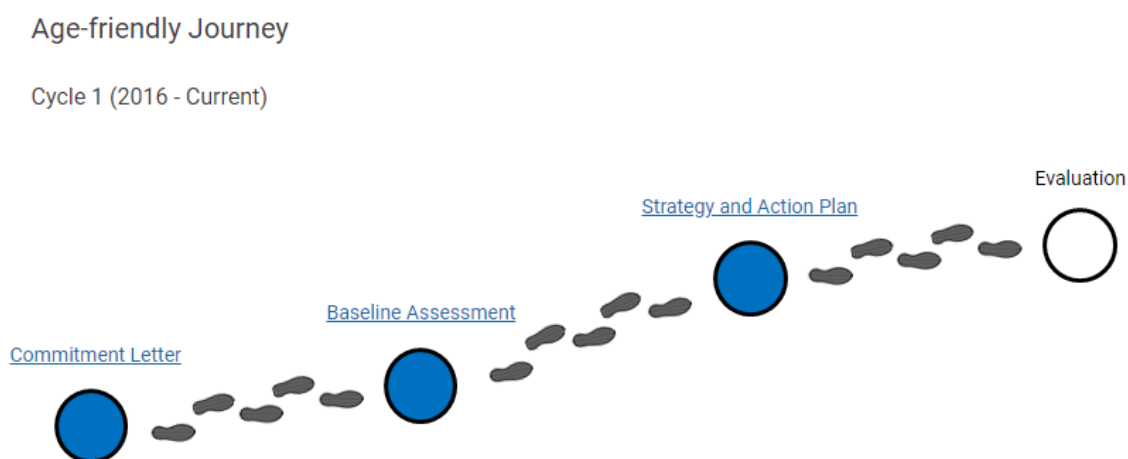 Age-friendly Journey
Cycle 1 (2016 - Current)
Evaluation
Strategy and Action Plan
Baseline Assessment
Commitment Letter